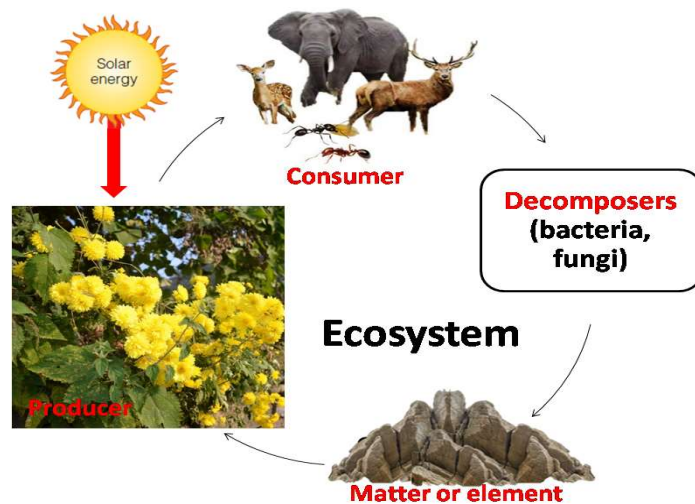 Solar
energy
Consumer
Decomposers
(bacteria,
fungi)
Ecosystem
Producer
Matter or element